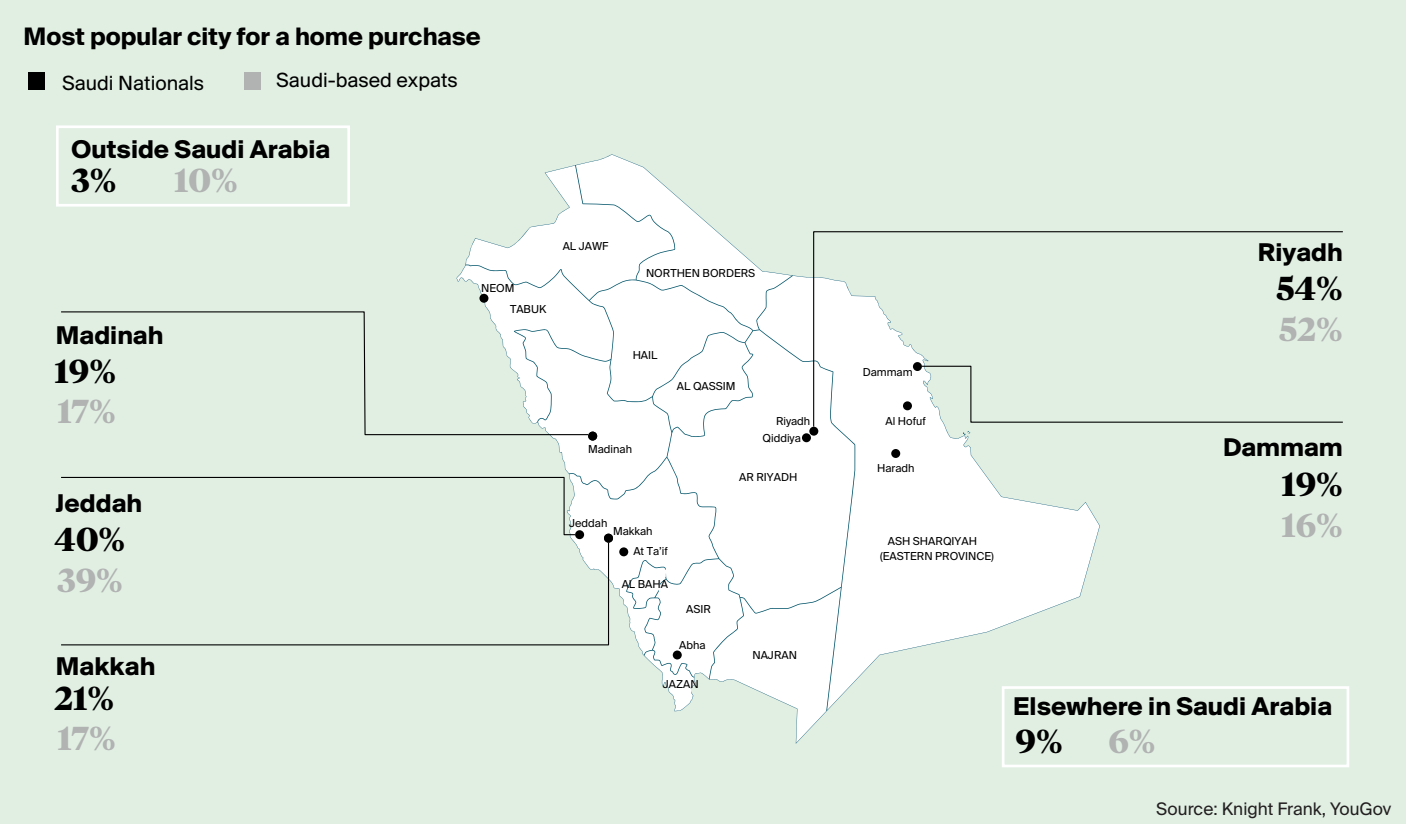 Most popular city for a home purchase
Saudi Nationals
Saudi-based expats
Outside Saudi Arabia
3% 10%
Madinah
19%
17%
Jeddah
40%
39%
Makkah
21%
17%
AL JAWF
NORTHEN BORDERS
NEOM
TABUK
HAIL
AL QASSIM
Madinah
Riyadh
Qiddiya
AR RIYADH
Dammam
Al Hofuf
Haradh
Jeddah
Makkah
At Ta'if
AL BAHA
ASIR
Abha
JAZAN
NAJRAN
ASH SHARQIYAH
(EASTERN PROVINCE)
Riyadh
54%
52%
Dammam
19%
16%
Elsewhere in Saudi Arabia
9% 6%
Source: Knight Frank, YouGov